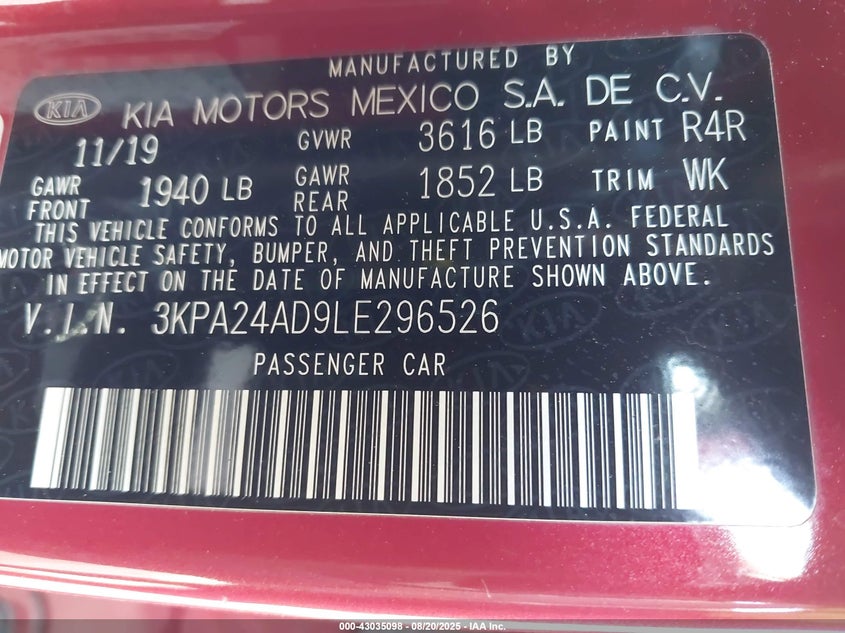 MANUFACTURED BY
KIA KIA MOTORS MEXICO S.A. DE C.V.
11/19 GVWR 3616 LB PAINT R4R
GAWR FRONT 1940 LB GAWR REAR 1852 LB TRIM WK
THIS VEHICLE CONFORMS TO ALL APPLICABLE U.S.A. FEDERAL
MOTOR VEHICLE SAFETY, BUMPER, AND THEFT PREVENTION STANDARDS
IN EFFECT ON THE DATE OF MANUFACTURE SHOWN ABOVE.
V.I.N. 3KPA24AD9LE296526
PASSENGER CAR
000-43035098 - 08/20/2025 - IAA Inc.